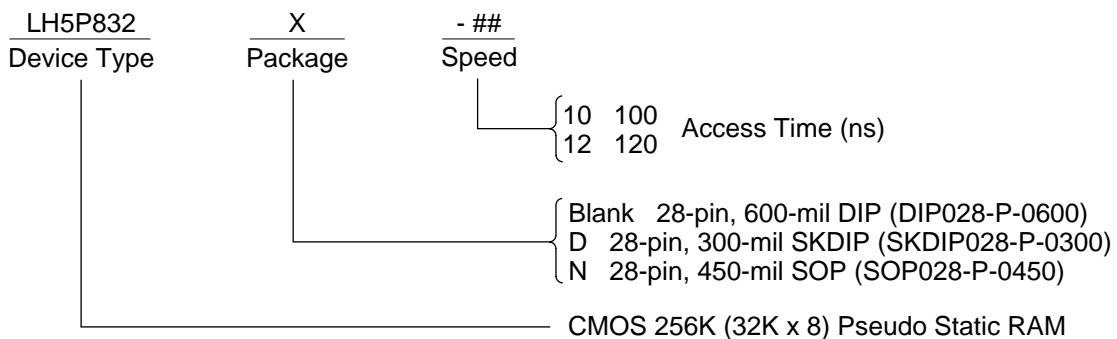 LH5P832 X - ##
Device Type Package Speed
10 100
12 120
Access Time (ns)
Blank 28-pin, 600-mil DIP (DIP028-P-0600)
D 28-pin, 300-mil SKDIP (SKDIP028-P-0300)
N 28-pin, 450-mil SOP (SOP028-P-0450)
CMOS 256K (32K x 8) Pseudo Static RAM